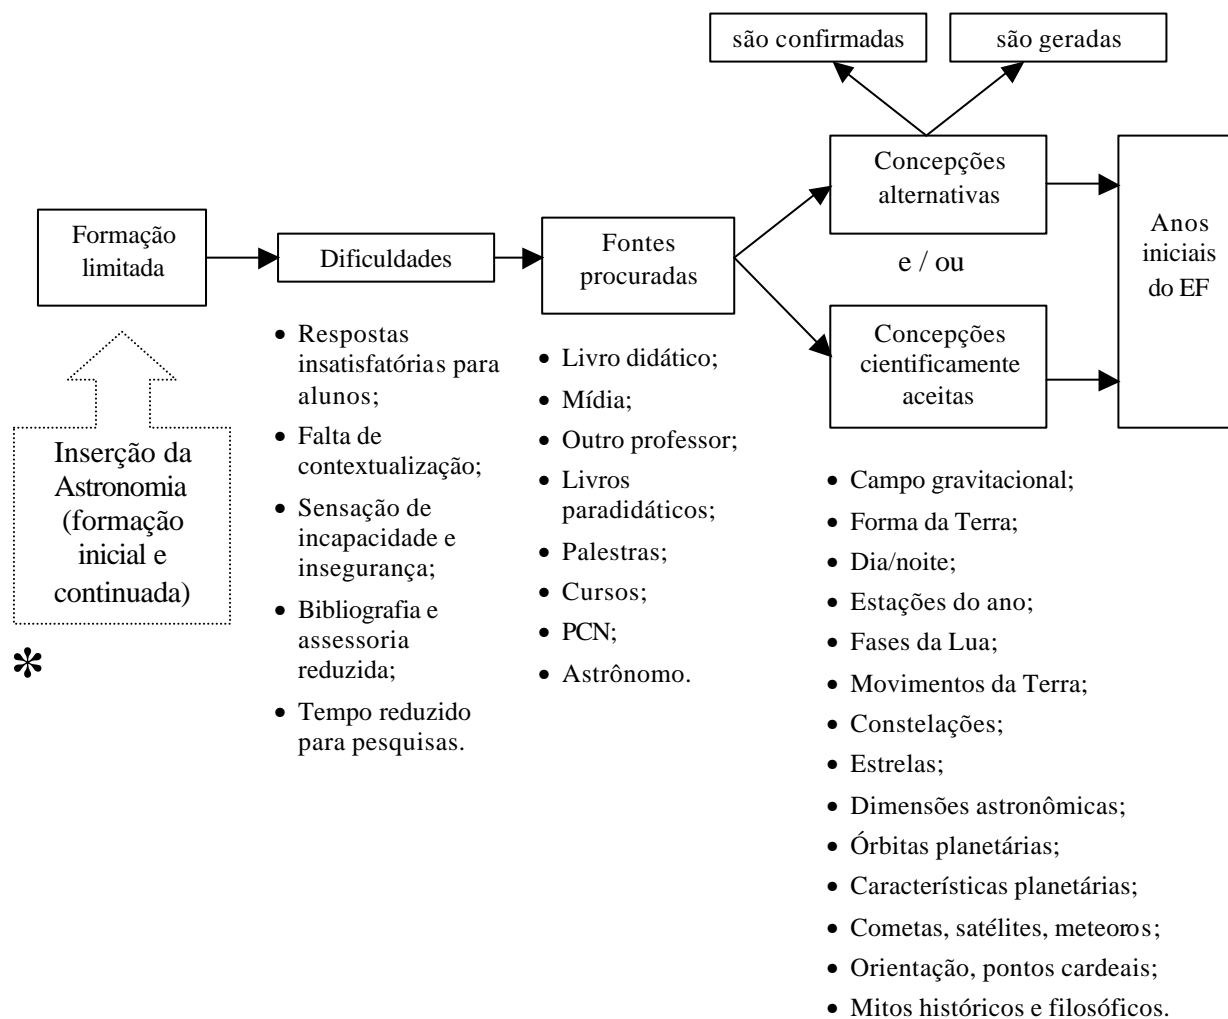 são confirmadas
são geradas
Concepções
alternativas
Anos
iniciais
do EF
Formação
limitada
Dificuldades
Fontes
procuradas
e / ou
Concepções
cientificamente
aceitas
Inserção da
Astronomia
(formação
inicial e
continuada)
*
• Respostas
insatisfatórias para
alunos;
• Falta de
contextualização;
• Sensação de
incapacidade e
insegurança;
• Bibliografia e
assessoria
reduzida;
• Tempo reduzido
para pesquisas.
• Livro didático;
• Mídia;
• Outro professor;
• Livros
paradidáticos;
• Palestras;
• Cursos;
• PCN;
• Astrônomo.
• Campo gravitacional;
• Forma da Terra;
• Dia/noite;
• Estações do ano;
• Fases da Lua;
• Movimentos da Terra;
• Constelações;
• Estrelas;
• Dimensões astronômicas;
• Órbitas planetárias;
• Características planetárias;
• Cometas, satélites, meteoros;
• Orientação, pontos cardeais;
• Mitos históricos e filosóficos.